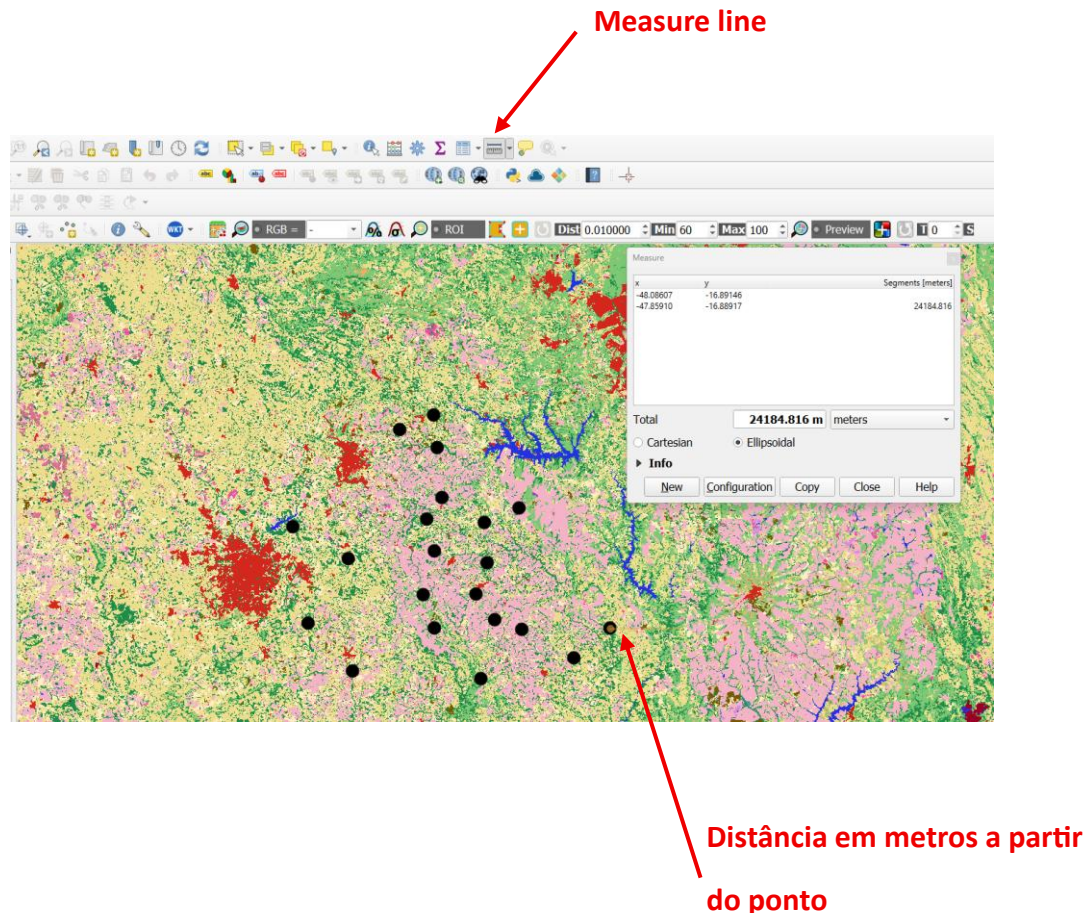 Measure line
RGB = -
ROI
Dist 0.010000
Min 60
Max 100
Preview
T 0
S
Measure
x y Segments [meters]
-48.08607 -16.89146
-47.85910 -16.88917 24184.816
Total 24184.816 m meters
Cartesian Ellipsoidal
Info
New Configuration Copy Close Help
Distância em metros a partir
do ponto